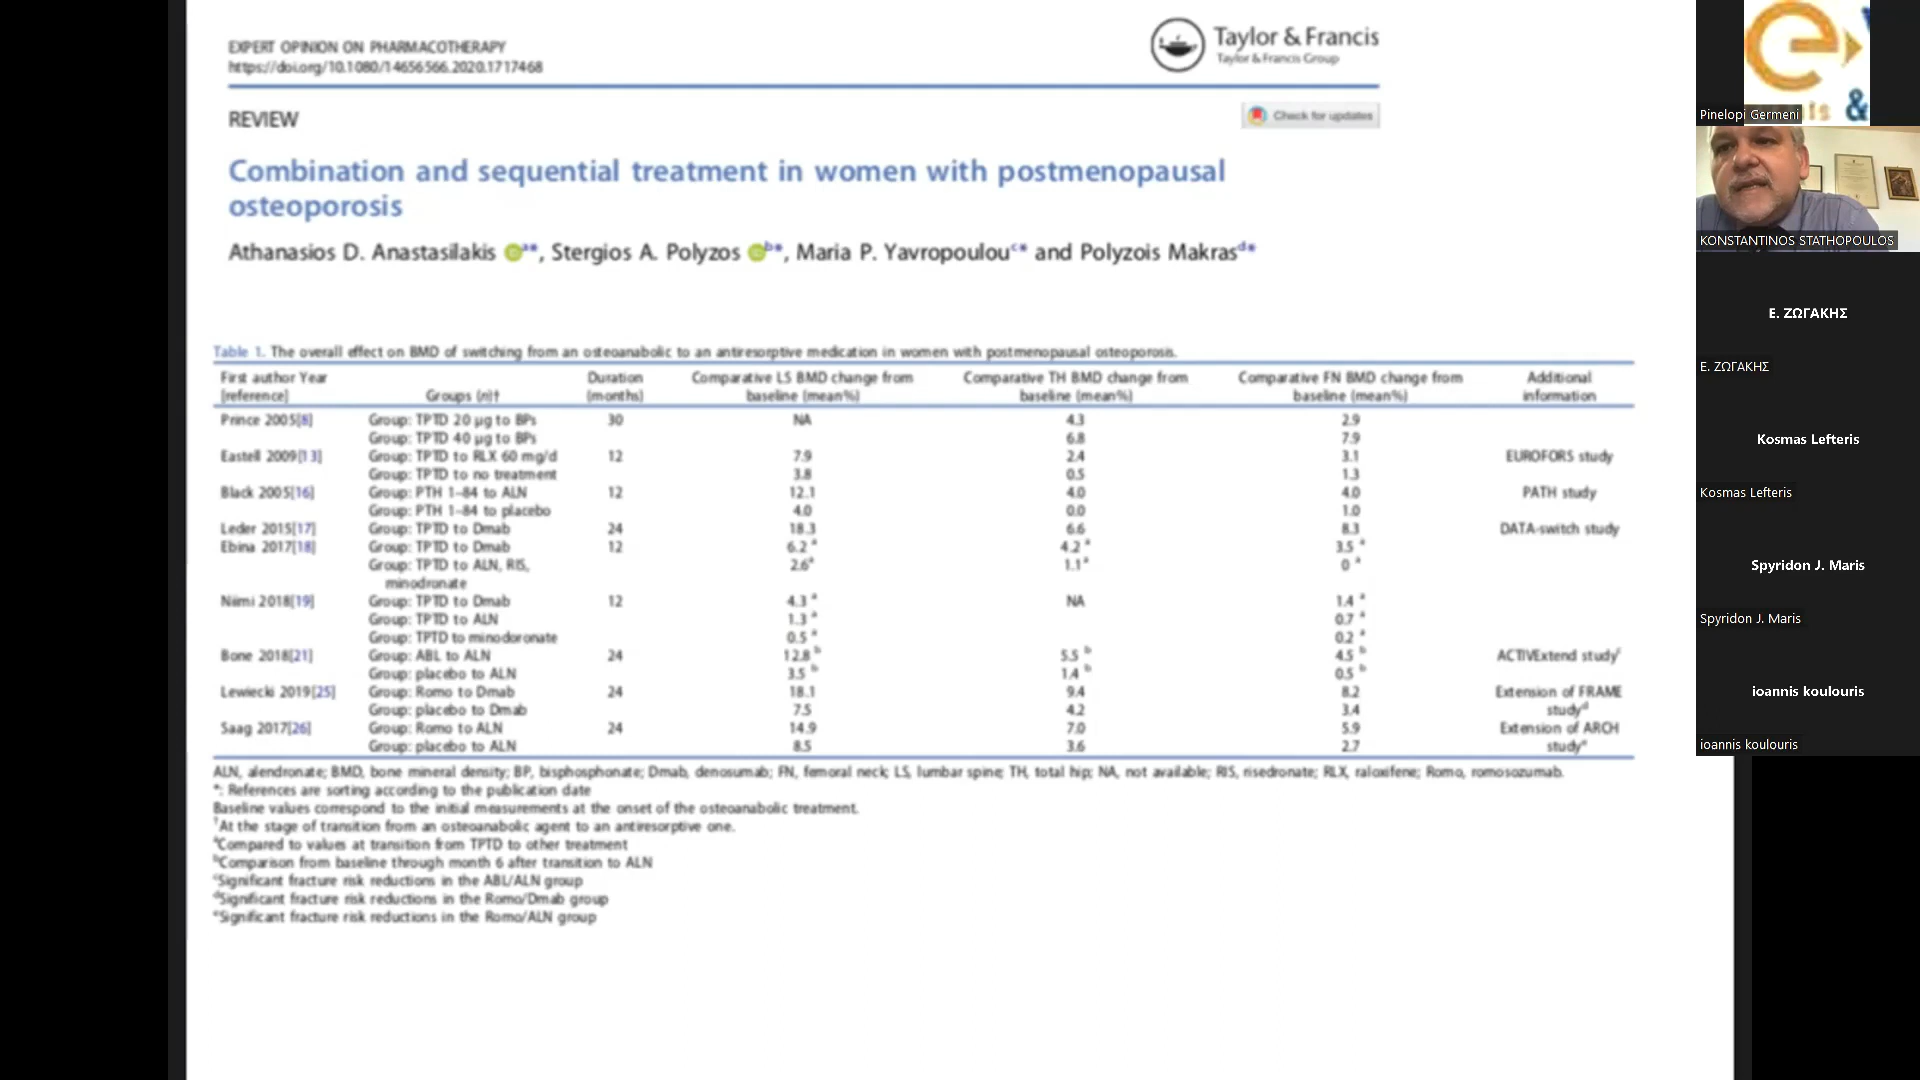 EXPERT OPINION ON PHARMACOTHERAPY
https://doi.org/10.1080/14656566.2020.1717468
Taylor & Francis
Taylor & Francis Group
REVIEW
Check for updates
Combination and sequential treatment in women with postmenopausal
osteoporosis
Athanasios D. Anastasilakis a*, Stergios A. Polyzos b*, Maria P. Yavropoulou c* and Polyzois Makras d*
Table 1. The overall effect on BMD of switching from an osteoanabolic to an antiresorptive medication in women with postmenopausal osteoporosis.
First author Year [reference] Groups (n)† Duration (months) Comparative LS BMD change from baseline (mean%) Comparative TH BMD change from baseline (mean%) Comparative FN BMD change from baseline (mean%) Additional information
Prince 2005[8] Group: TPTD 20 µg to BPs 30 NA 4.3 2.9
Group: TPTD 40 µg to BPs 6.8 7.9
Eastell 2009[13] Group: TPTD to RLX 60 mg/d 12 7.9 2.4 3.1 EUROFORS study
Group: TPTD to no treatment 3.8 0.5 1.3
Black 2005[16] Group: PTH 1–84 to ALN 12 12.1 4.0 4.0 PATH study
Group: PTH 1–84 to placebo 4.0 0.0 1.0
Leder 2015[17] Group: TPTD to Dmab 24 18.3 6.6 8.3 DATA-switch study
Ebina 2017[18] Group: TPTD to Dmab 12 6.2 a 4.2 a 3.5 a
Group: TPTD to ALN, RIS, 2.6a 1.1a 0 a
minodronate
Niimi 2018[19] Group: TPTD to Dmab 12 4.3 a NA 1.4 a
Group: TPTD to ALN 1.3 a 0.7 a
Group: TPTD to minodoronate 0.5 a 0.2 a
Bone 2018[21] Group: ABL to ALN 24 12.8 b 5.5 b 4.5 b ACTIVExtend studyc
Group: placebo to ALN 3.5 b 1.4 b 0.5 b
Lewiecki 2019[25] Group: Romo to Dmab 24 18.1 9.4 8.2 Extension of FRAME
Group: placebo to Dmab 7.5 4.2 3.4 studyd
Saag 2017[26] Group: Romo to ALN 24 14.9 7.0 5.9 Extension of ARCH
Group: placebo to ALN 8.5 3.6 2.7 studye
ALN, alendronate; BMD, bone mineral density; BP, bisphosphonate; Dmab, denosumab; FN, femoral neck; LS, lumbar spine; TH, total hip; NA, not available; RIS, risedronate; RLX, raloxifene; Romo, romosozumab.
*: References are sorting according to the publication date
Baseline values correspond to the initial measurements at the onset of the osteoanabolic treatment.
†At the stage of transition from an osteoanabolic agent to an antiresorptive one.
aCompared to values at transition from TPTD to other treatment
bComparison from baseline through month 6 after transition to ALN
cSignificant fracture risk reductions in the ABL/ALN group
dSignificant fracture risk reductions in the Romo/Dmab group
eSignificant fracture risk reductions in the Romo/ALN group
Pinelopi Germeni
KONSTANTINOS STATHOPOULOS
Ε. ΖΩΓΑΚΗΣ
Ε. ΖΩΓΑΚΗΣ
Kosmas Lefteris
Kosmas Lefteris
Spyridon J. Maris
Spyridon J. Maris
ioannis koulouris
ioannis koulouris